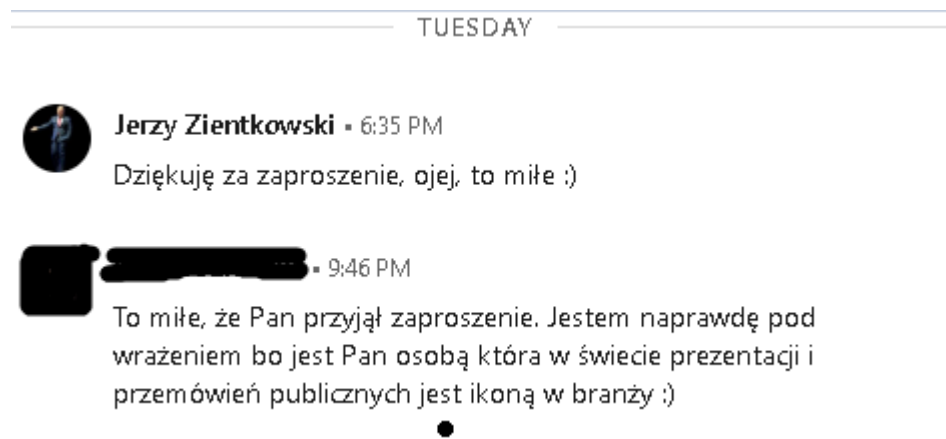 TUESDAY
Jerzy Zientkowski • 6:35 PM
Dziękuję za zaproszenie, ojej, to miłe :)
• 9:46 PM
To miłe, że Pan przyjął zaproszenie. Jestem naprawdę pod
wrażeniem bo jest Pan osobą która w świecie prezentacji i
przemówień publicznych jest ikoną w branży :)